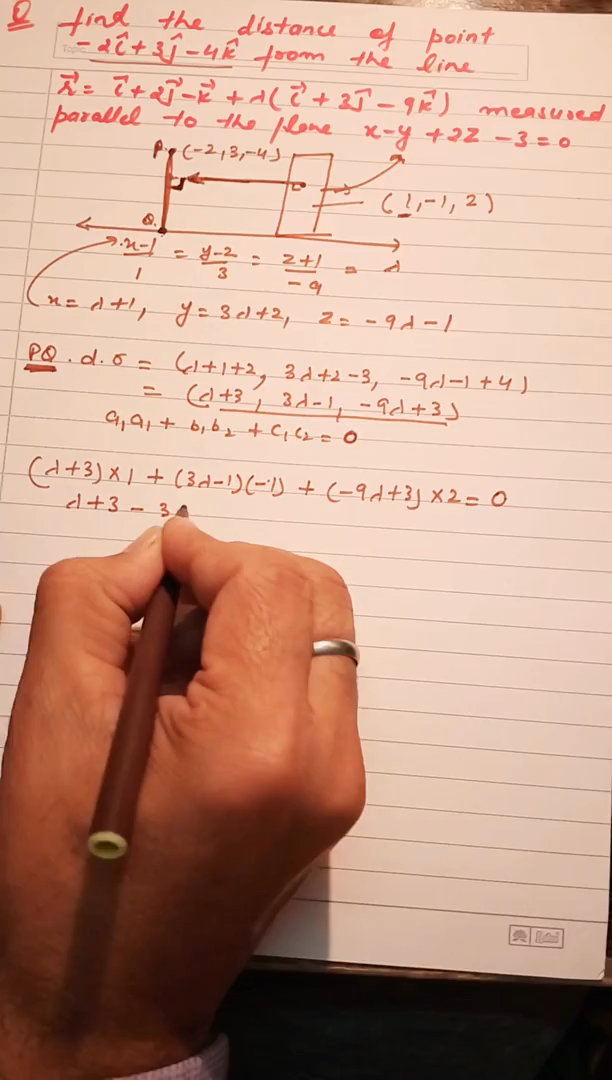 Q find the distance of point
-2î+3ĵ-4k̂ from the line
r⃗ = i⃗+2j⃗-k⃗ + λ(i⃗+3j⃗-9k⃗) measured
parallel to the plane x-y+2z-3=0
P (-2,3,-4)
(1,-1,2)
Q
x-1/1 = y-2/3 = z+1/-9 = λ
x=λ+1, y=3λ+2, z=-9λ-1
PQ. d.σ = (λ+1+2, 3λ+2-3, -9λ-1+4)
= (λ+3, 3λ-1, -9λ+3)
a₁a₁ + b₁b₂ + c₁c₂=0
(λ+3)×1 + (3λ-1)(-1) + (-9λ+3)×2=0
λ+3-3